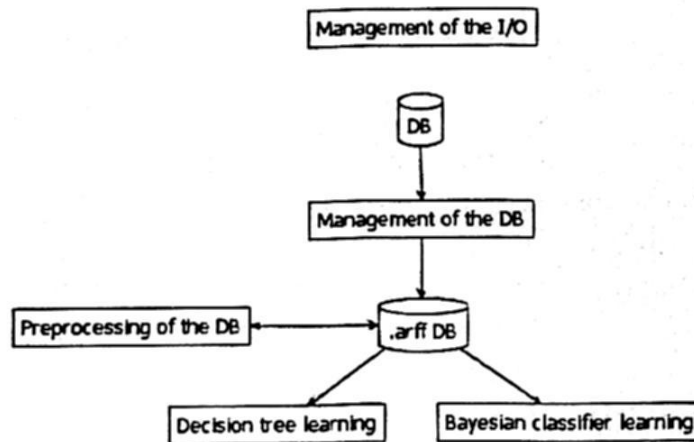 Management of the I/O
DB
Management of the DB
Preprocessing of the DB
.arff DB
Decision tree learning
Bayesian classifier learning